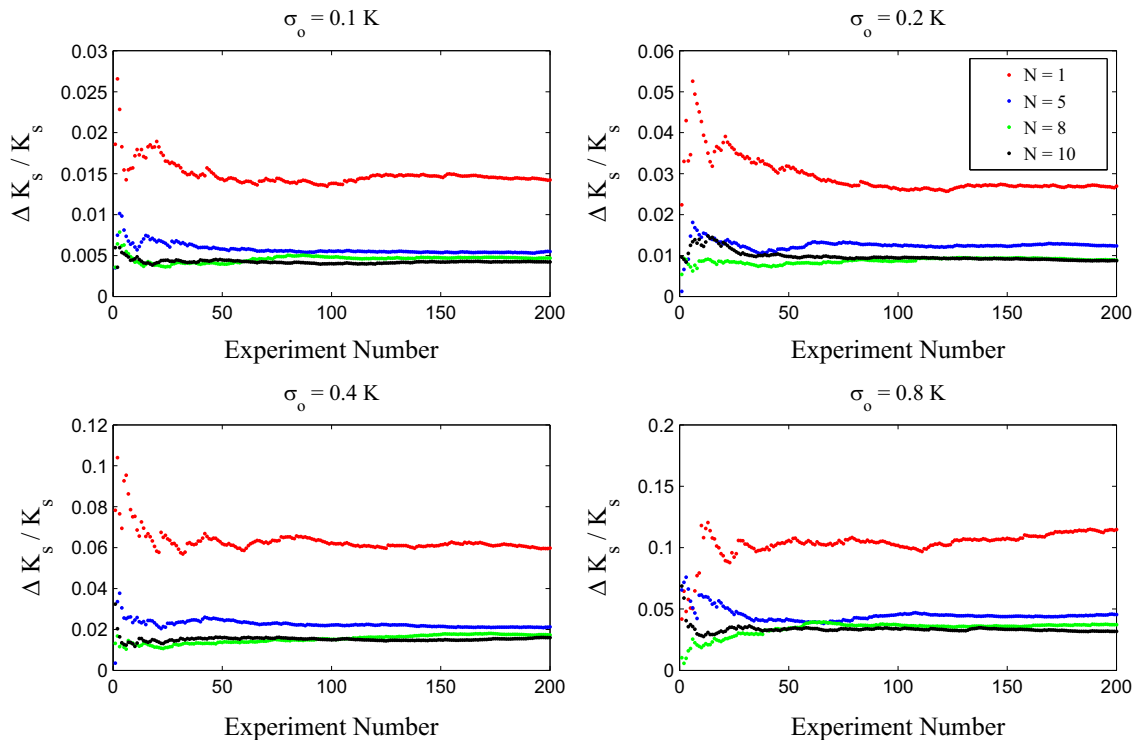 σo = 0.1 K
0.03
0.025
0.02
0.015
0.01
0.005
0
Δ Ks / Ks
0 50 100 150 200
Experiment Number
σo = 0.2 K
0.06
0.05
0.04
0.03
0.02
0.01
0
Δ Ks / Ks
N = 1
N = 5
N = 8
N = 10
0 50 100 150 200
Experiment Number
σo = 0.4 K
0.12
0.1
0.08
0.06
0.04
0.02
0
Δ Ks / Ks
0 50 100 150 200
Experiment Number
σo = 0.8 K
0.2
0.15
0.1
0.05
0
Δ Ks / Ks
0 50 100 150 200
Experiment Number